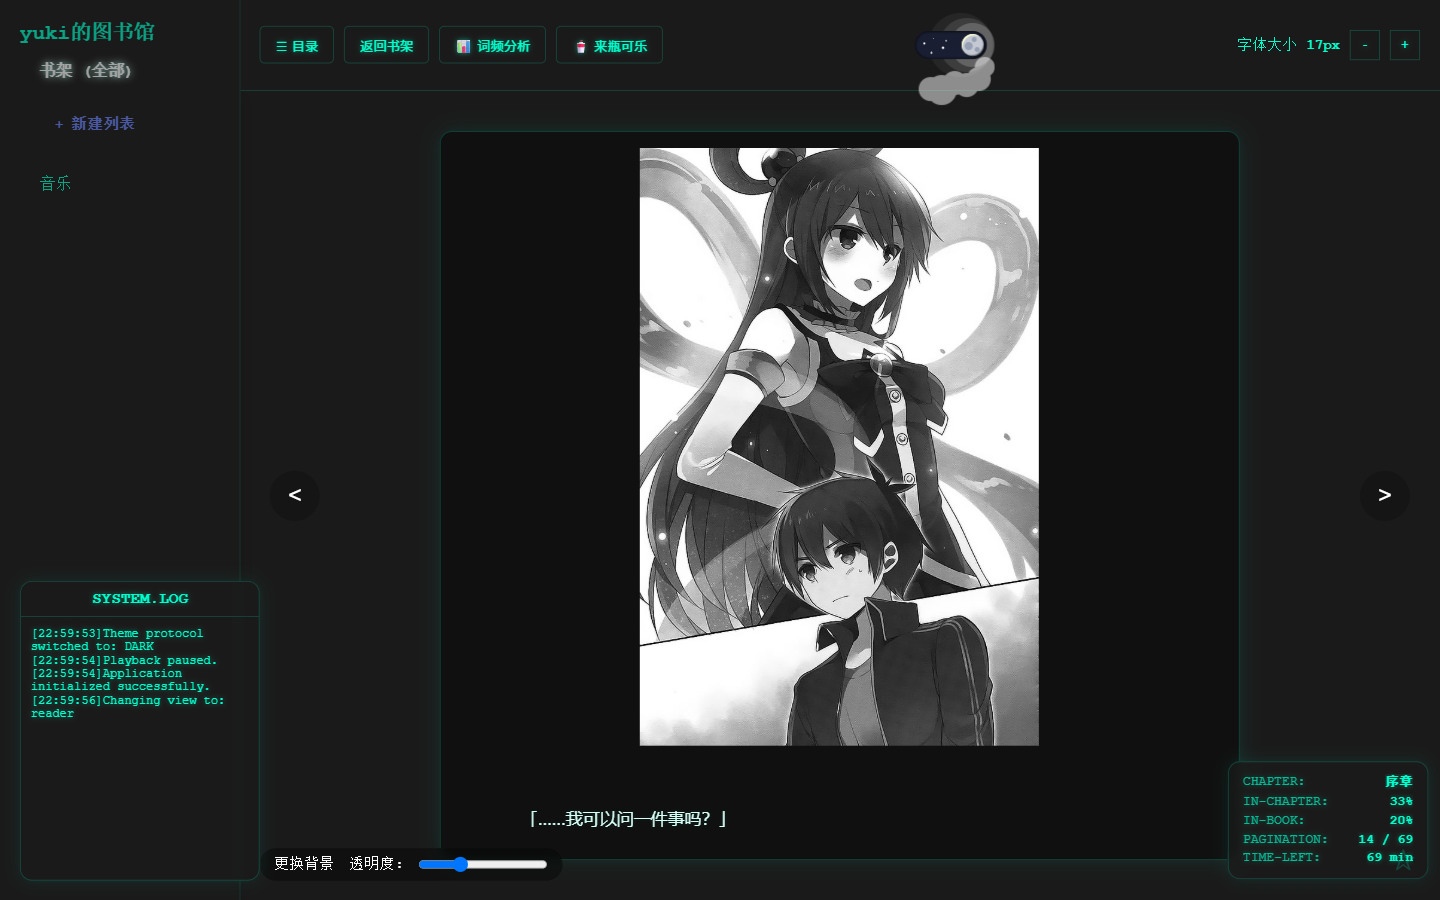 yuki的图书馆
书架 (全部)
+ 新建列表
音乐
☰ 目录
返回书架
词频分析
来瓶可乐
字体大小 17px
-
+
<
>
「……我可以问一件事吗？」
SYSTEM.LOG
[22:59:53]Theme protocol
switched to: DARK
[22:59:54]Playback paused.
[22:59:54]Application
initialized successfully.
[22:59:56]Changing view to:
reader
更换背景 透明度：
CHAPTER: 序章
IN-CHAPTER: 33%
IN-BOOK: 20%
PAGINATION: 14 / 69
TIME-LEFT: 69 min